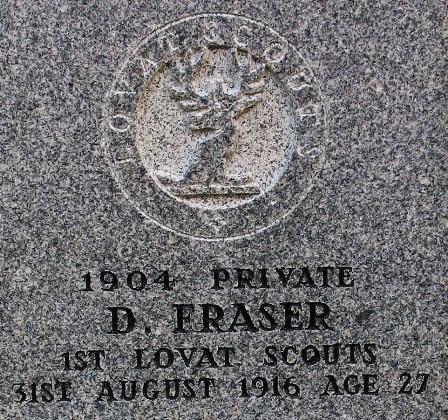 LOVAT SCOUTS
1904 PRIVATE
D. FRASER
1ST LOVAT SCOUTS
31ST AUGUST 1916 AGE 27